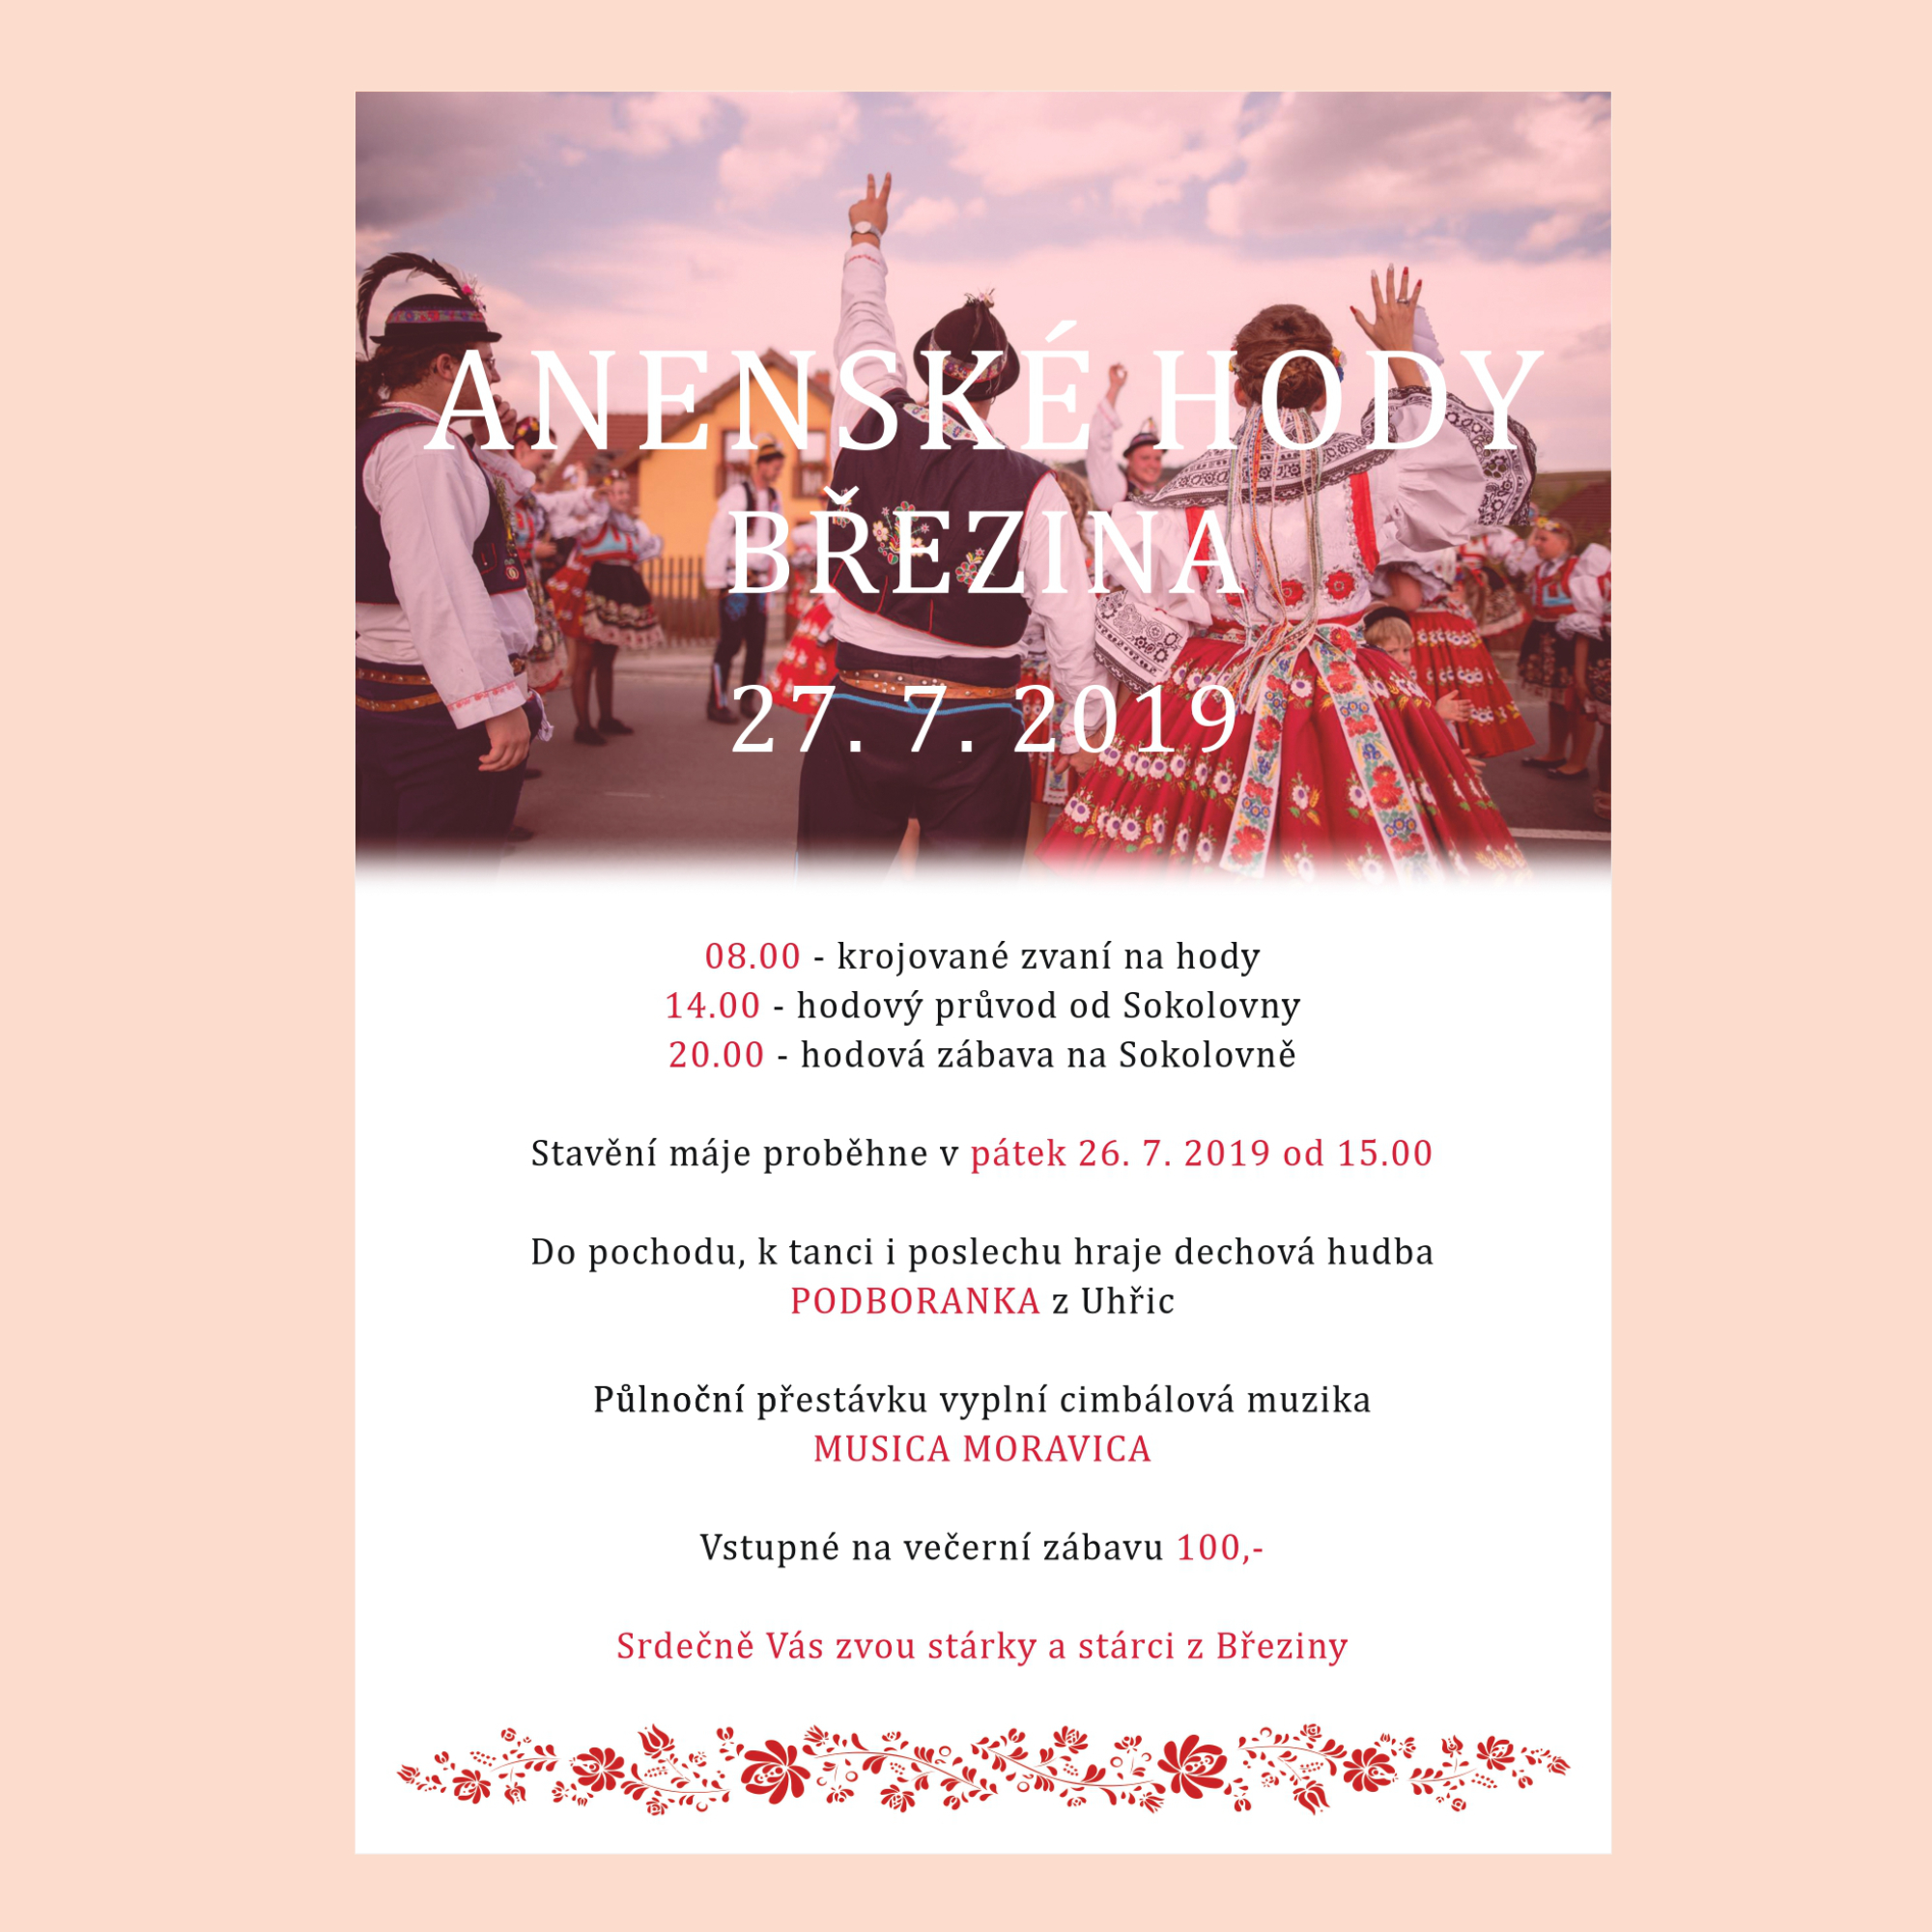 ANENSKÉ HODY
BŘEZINA
27. 7. 2019
08.00 - krojované zvaní na hody
14.00 - hodový průvod od Sokolovny
20.00 - hodová zábava na Sokolovně
Stavění máje proběhne v pátek 26. 7. 2019 od 15.00
Do pochodu, k tanci i poslechu hraje dechová hudba
PODBORANKA z Uhřic
Půlnoční přestávku vyplní cimbálová muzika
MUSICA MORAVICA
Vstupné na večerní zábavu 100,-
Srdečně Vás zvou stárky a stárci z Březiny